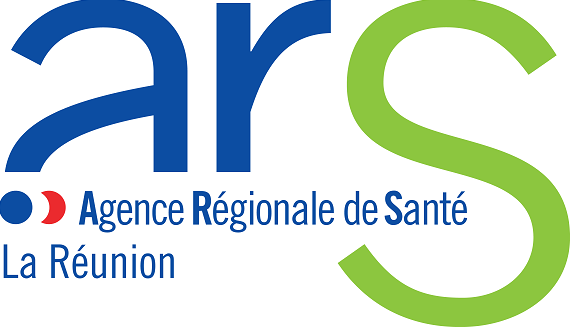 ars
Agence Régionale de Santé
La Réunion